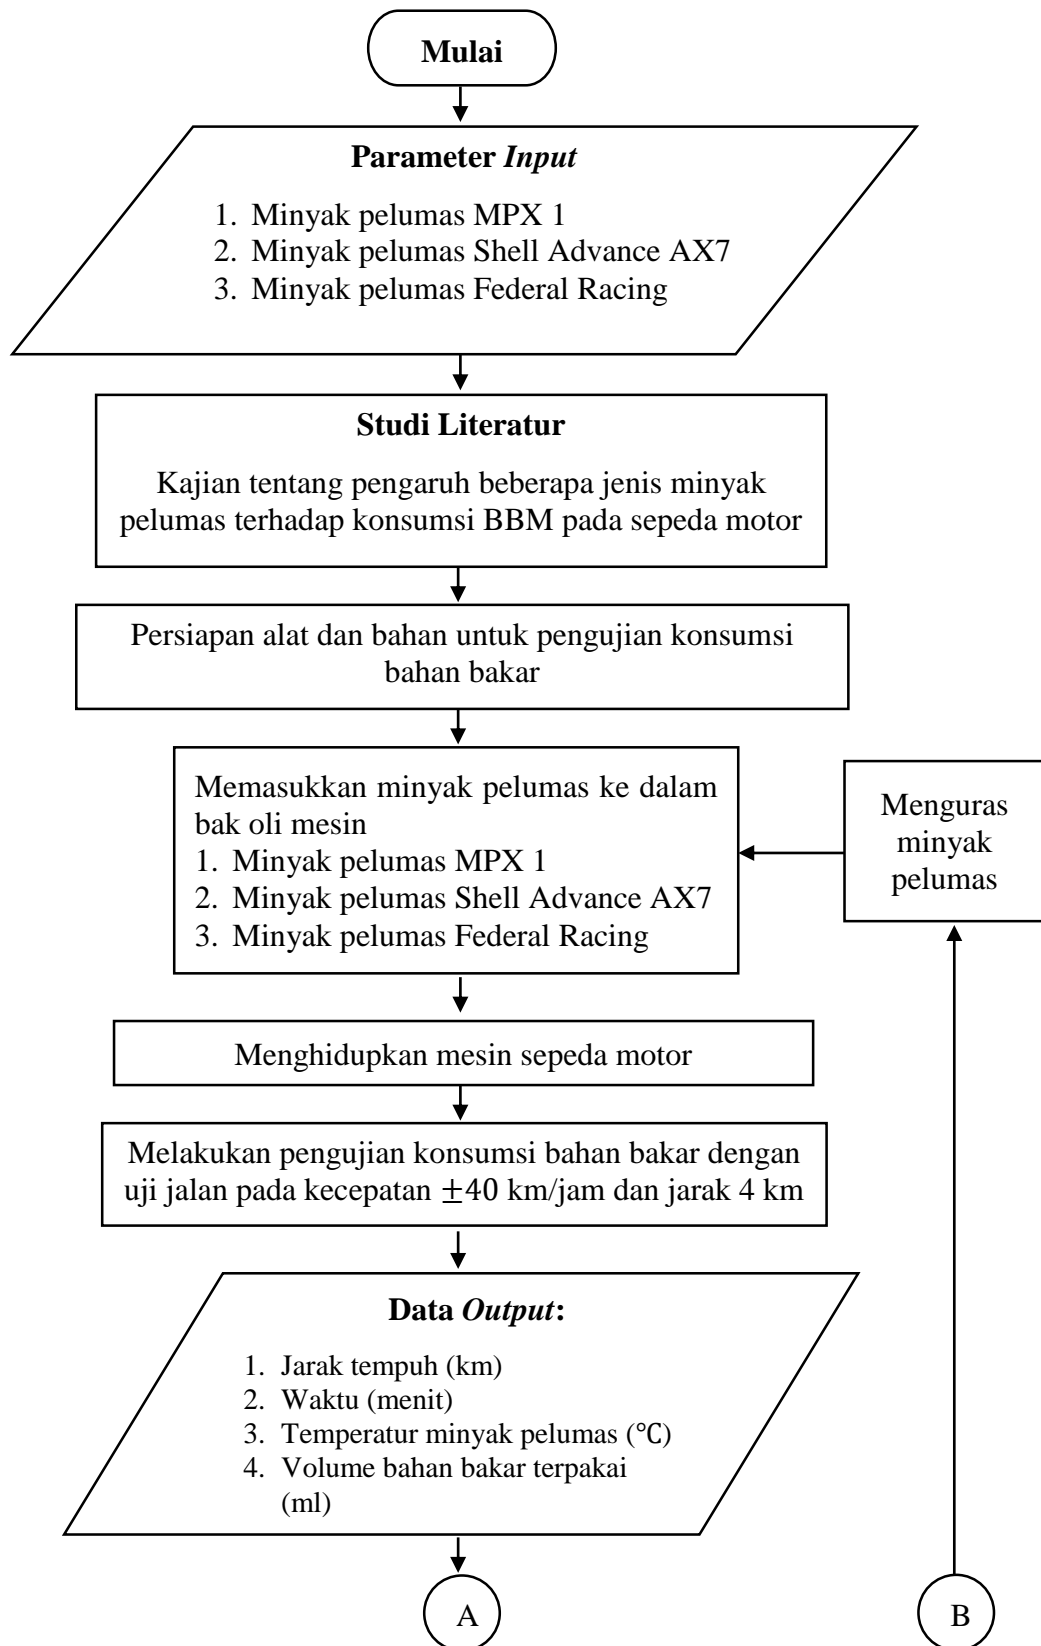 Mulai
Parameter Input
1. Minyak pelumas MPX 1
2. Minyak pelumas Shell Advance AX7
3. Minyak pelumas Federal Racing
Studi Literatur
Kajian tentang pengaruh beberapa jenis minyak
pelumas terhadap konsumsi BBM pada sepeda motor
Persiapan alat dan bahan untuk pengujian konsumsi
bahan bakar
Memasukkan minyak pelumas ke dalam
bak oli mesin
1. Minyak pelumas MPX 1
2. Minyak pelumas Shell Advance AX7
3. Minyak pelumas Federal Racing
Menguras
minyak
pelumas
Menghidupkan mesin sepeda motor
Melakukan pengujian konsumsi bahan bakar dengan
uji jalan pada kecepatan ±40 km/jam dan jarak 4 km
Data Output:
1. Jarak tempuh (km)
2. Waktu (menit)
3. Temperatur minyak pelumas (℃)
4. Volume bahan bakar terpakai
(ml)
A
B